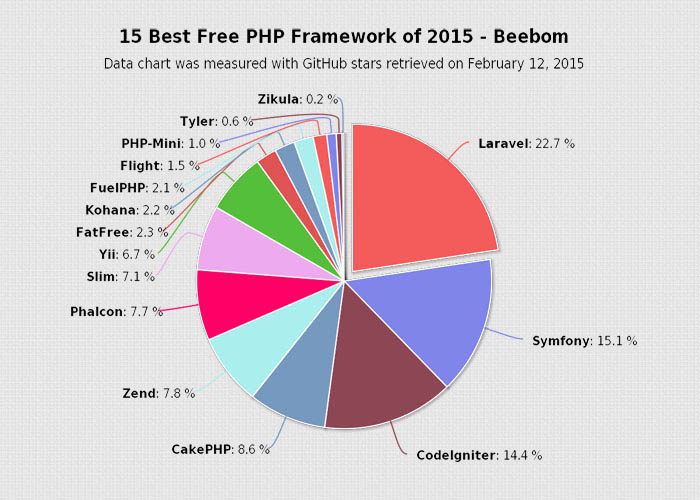 15 Best Free PHP Framework of 2015 - Beebom
Data chart was measured with GitHub stars retrieved on February 12, 2015
Zikula: 0.2 %
Tyler: 0.6 %
PHP-Mini: 1.0 %
Flight: 1.5 %
FuelPHP: 2.1 %
Kohana: 2.2 %
FatFree: 2.3 %
Yii: 6.7 %
Slim: 7.1 %
Phalcon: 7.7 %
Zend: 7.8 %
CakePHP: 8.6 %
CodeIgniter: 14.4 %
Symfony: 15.1 %
Laravel: 22.7 %